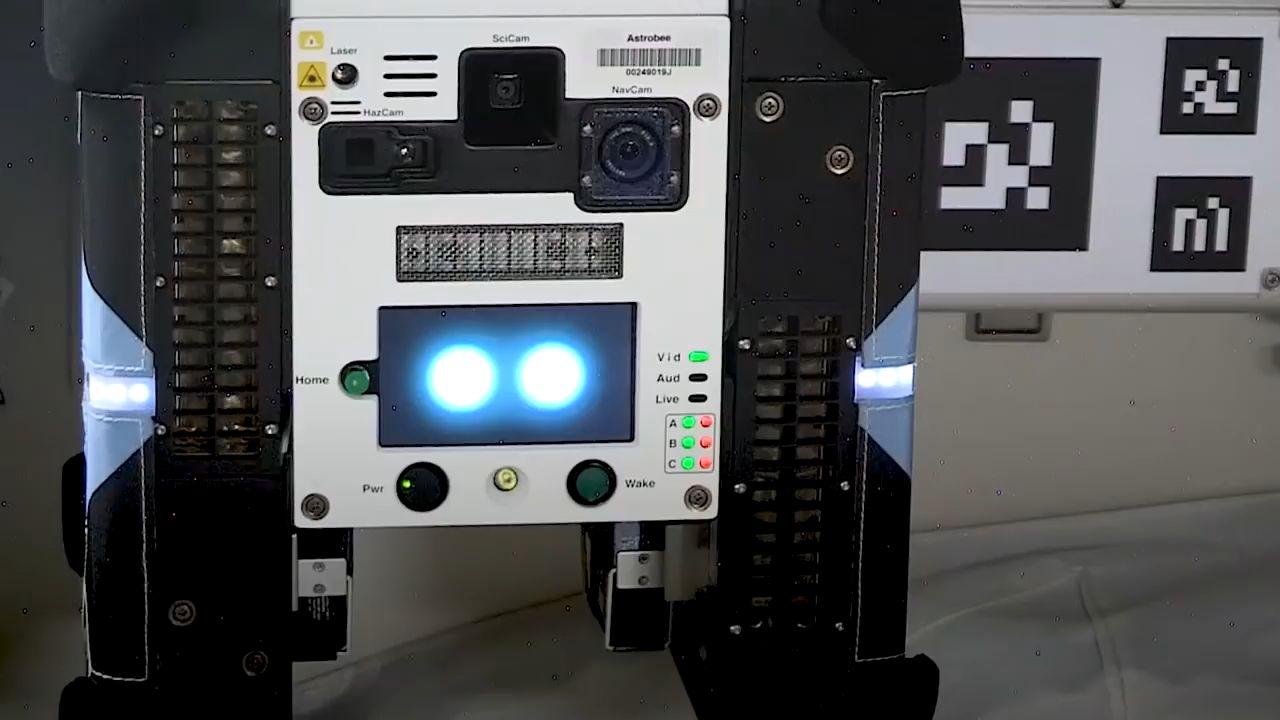 SciCam
Astrobee
00249019J
Laser
NavCam
HazCam
Vid
Aud
Live
Home
A
B
C
Pwr
Wake